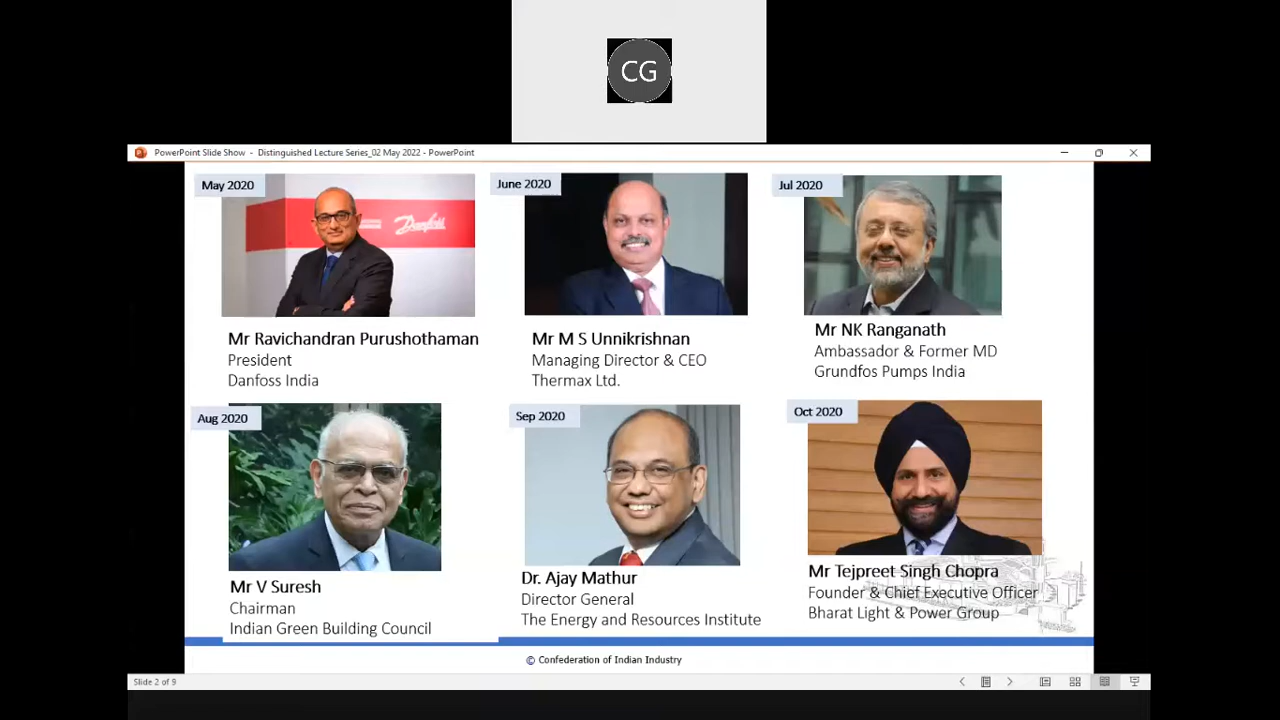 CG
PowerPoint Slide Show - Distinguished Lecture Series_02 May 2022 - PowerPoint
May 2020
Danfoss
Mr Ravichandran Purushothaman
President
Danfoss India
June 2020
Mr M S Unnikrishnan
Managing Director & CEO
Thermax Ltd.
Jul 2020
Mr NK Ranganath
Ambassador & Former MD
Grundfos Pumps India
Aug 2020
Mr V Suresh
Chairman
Indian Green Building Council
Sep 2020
Dr. Ajay Mathur
Director General
The Energy and Resources Institute
Oct 2020
Mr Tejpreet Singh Chopra
Founder & Chief Executive Officer
Bharat Light & Power Group
© Confederation of Indian Industry
Slide 2 of 9